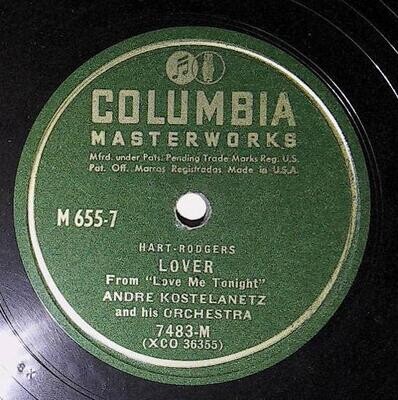 COLUMBIA
MASTERWORKS
Mfrd. under Pats. Pending Trade Marks Reg. U.S.
Pat. Off. Marcas Registradas Made in U.S.A.
M 655-7
HART-RODGERS
LOVER
From "Love Me Tonight"
ANDRE KOSTELANETZ
and his ORCHESTRA
7483-M
(XCO 36355)